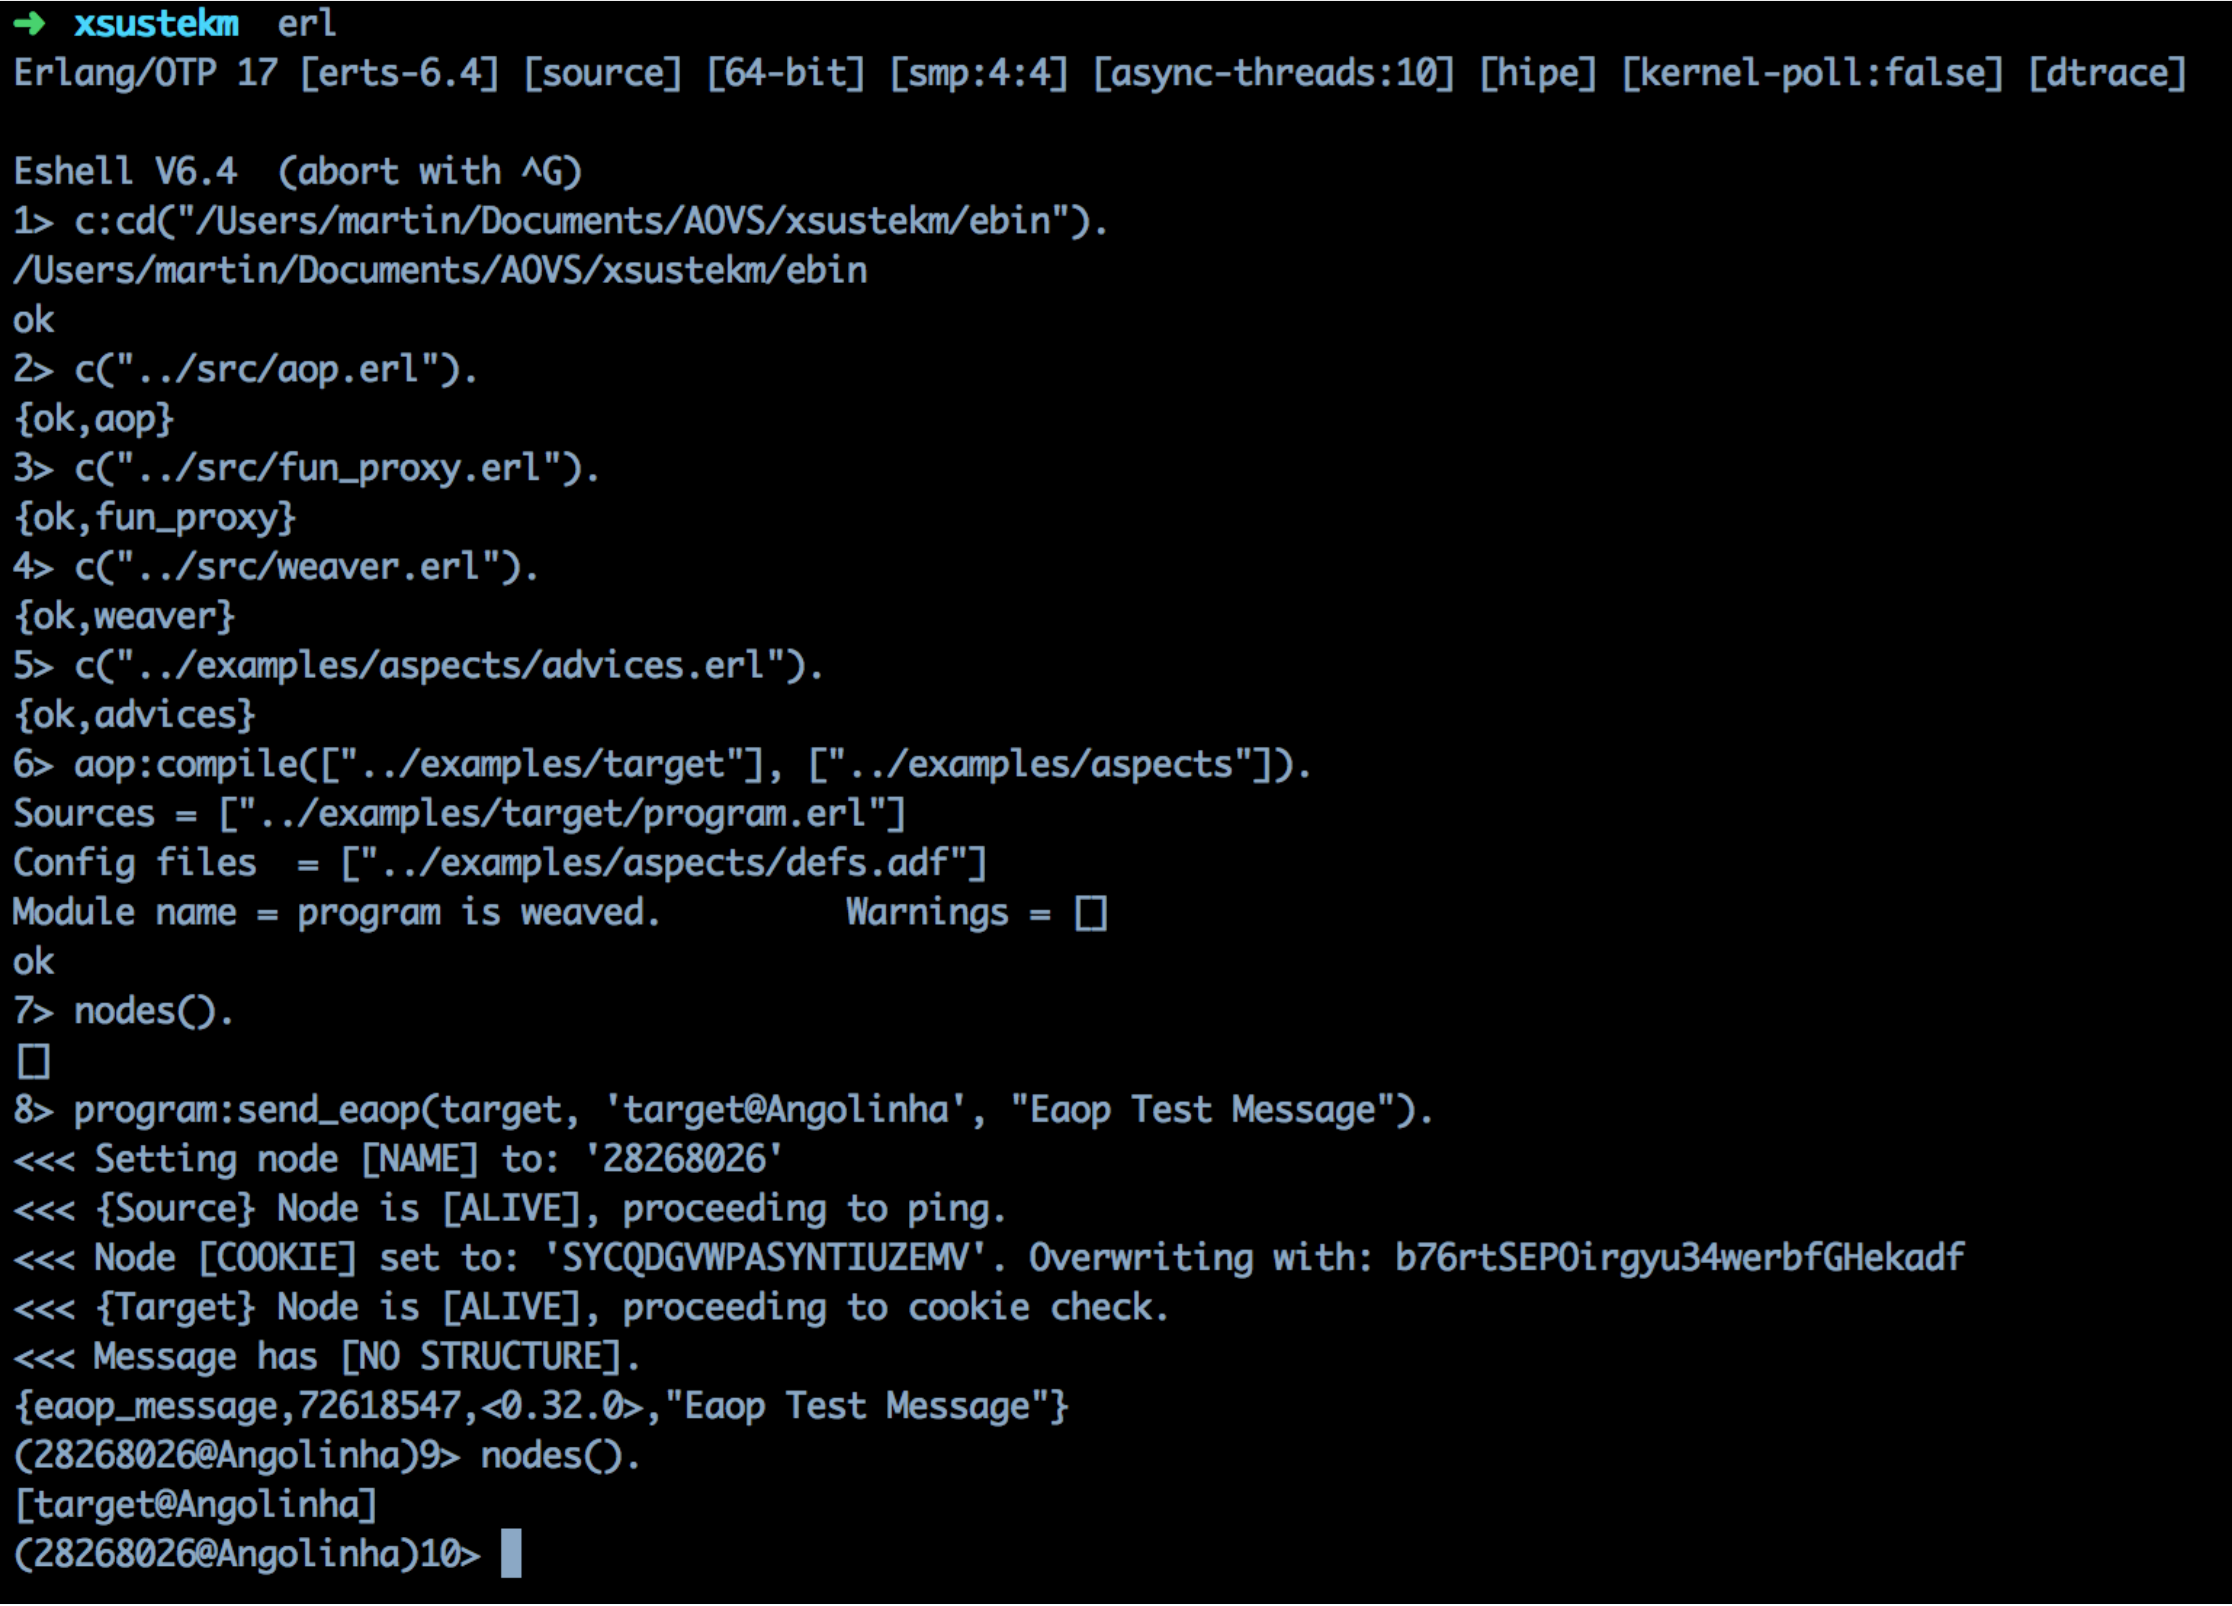 ➜  xsustekm  erl
Erlang/OTP 17 [erts-6.4] [source] [64-bit] [smp:4:4] [async-threads:10] [hipe] [kernel-poll:false] [dtrace]

Eshell V6.4  (abort with ^G)
1> c:cd("/Users/martin/Documents/AOVS/xsustekm/ebin").
/Users/martin/Documents/AOVS/xsustekm/ebin
ok
2> c("../src/aop.erl").
{ok,aop}
3> c("../src/fun_proxy.erl").
{ok,fun_proxy}
4> c("../src/weaver.erl").
{ok,weaver}
5> c("../examples/aspects/advices.erl").
{ok,advices}
6> aop:compile(["../examples/target"], ["../examples/aspects"]).
Sources = ["../examples/target/program.erl"]
Config files  = ["../examples/aspects/defs.adf"]
Module name = program is weaved.         Warnings = []
ok
7> nodes().
[]
8> program:send_eaop(target, 'target@Angolinha', "Eaop Test Message").
<<< Setting node [NAME] to: '28268026'
<<< {Source} Node is [ALIVE], proceeding to ping.
<<< Node [COOKIE] set to: 'SYCQDGVWPASYNTIUZEMV'. Overwriting with: b76rtSEPOirgyu34werbfGHekadf
<<< {Target} Node is [ALIVE], proceeding to cookie check.
<<< Message has [NO STRUCTURE].
{eaop_message,72618547,<0.32.0>,"Eaop Test Message"}
(28268026@Angolinha)9> nodes().
[target@Angolinha]
(28268026@Angolinha)10>